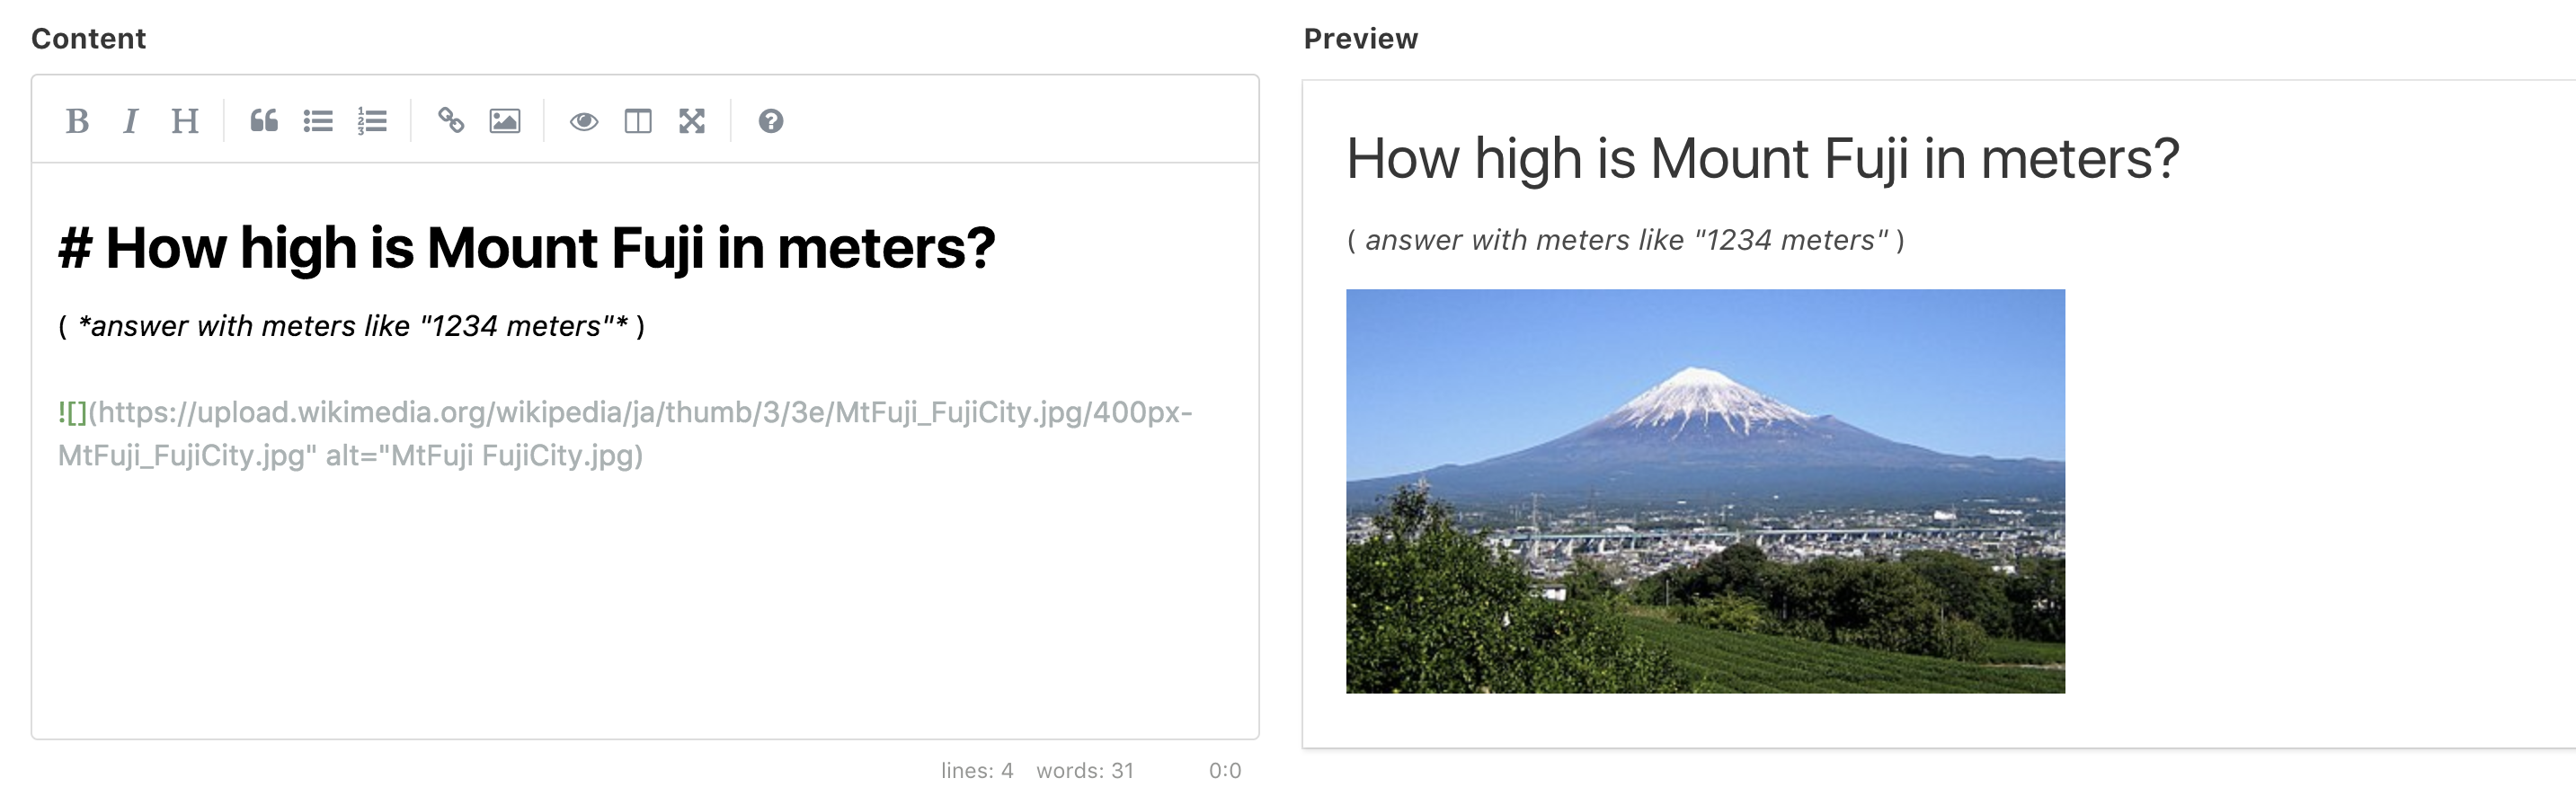 Content
B I H
# How high is Mount Fuji in meters?
( *answer with meters like "1234 meters"* )
![](https://upload.wikimedia.org/wikipedia/ja/thumb/3/3e/MtFuji_FujiCity.jpg/400px-
MtFuji_FujiCity.jpg" alt="MtFuji FujiCity.jpg)
lines: 4 words: 31 0:0
Preview
How high is Mount Fuji in meters?
( answer with meters like "1234 meters" )